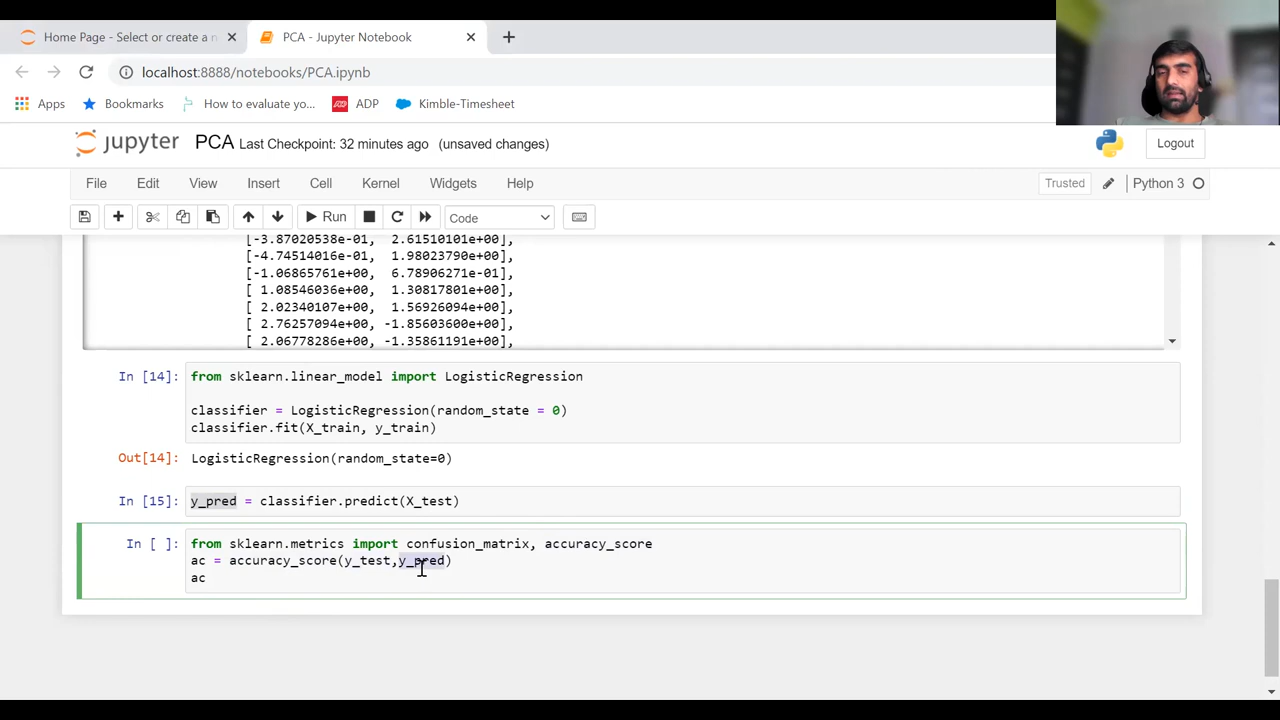 Home Page - Select or create a n
PCA - Jupyter Notebook
localhost:8888/notebooks/PCA.ipynb
Apps Bookmarks How to evaluate yo... ADP Kimble-Timesheet
jupyter PCA Last Checkpoint: 32 minutes ago (unsaved changes) Logout
File Edit View Insert Cell Kernel Widgets Help Trusted Python 3
Run Code
[-3.87020538e-01, 2.61510101e+00],
[-4.74514016e-01, 1.98023790e+00],
[-1.06865761e+00, 6.78906271e-01],
[ 1.08546036e+00, 1.30817801e+00],
[ 2.02340107e+00, 1.56926094e+00],
[ 2.76257094e+00, -1.85603600e+00],
[ 2.06778286e+00, -1.35861191e+00],
In [14]: from sklearn.linear_model import LogisticRegression
classifier = LogisticRegression(random_state = 0)
classifier.fit(X_train, y_train)
Out[14]: LogisticRegression(random_state=0)
In [15]: y_pred = classifier.predict(X_test)
In [ ]: from sklearn.metrics import confusion_matrix, accuracy_score
ac = accuracy_score(y_test,y_pred)
ac